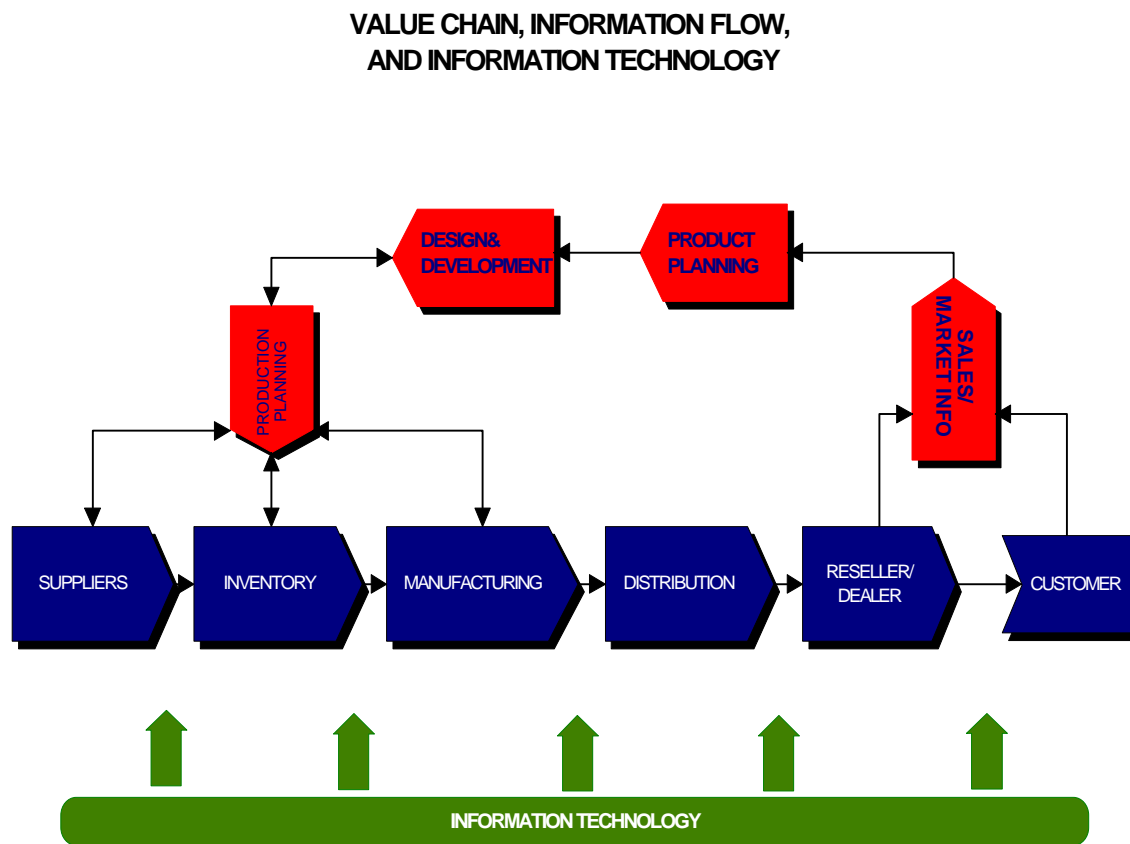 VALUE CHAIN, INFORMATION FLOW,
AND INFORMATION TECHNOLOGY
DESIGN&
DEVELOPMENT
PRODUCT
PLANNING
PRODUCTION
PLANNING
SALES/
MARKET INFO
SUPPLIERS
INVENTORY
MANUFACTURING
DISTRIBUTION
RESELLER/
DEALER
CUSTOMER
INFORMATION TECHNOLOGY